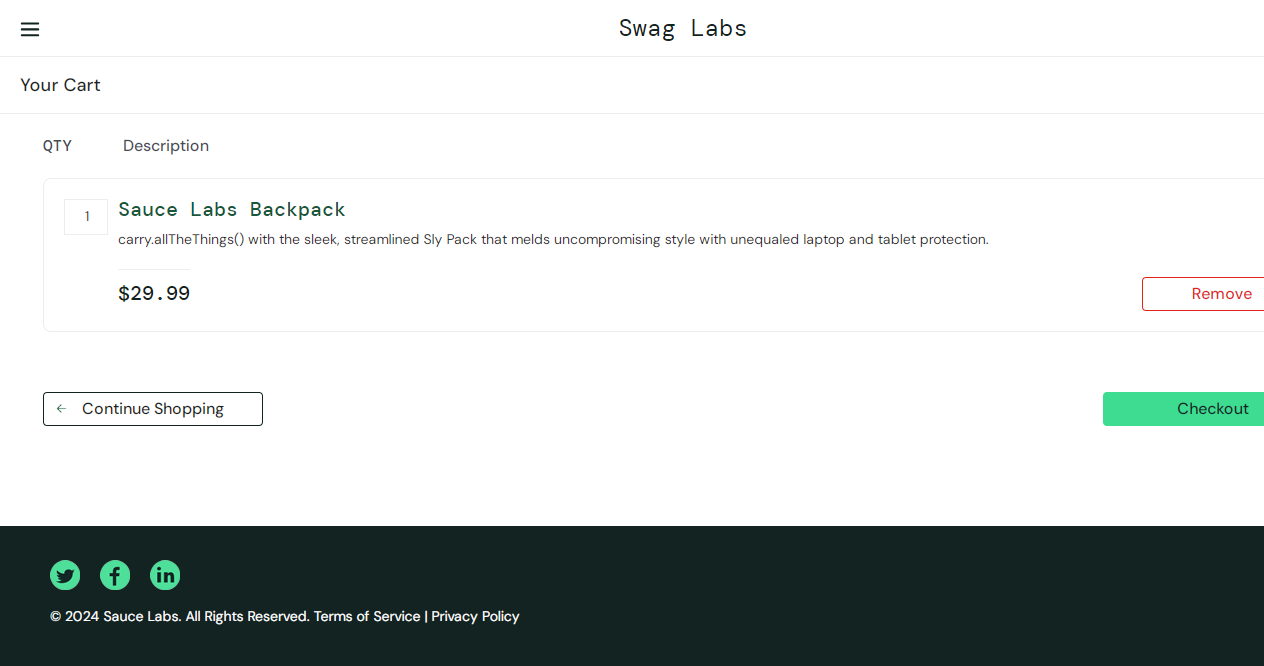 Swag Labs
Your Cart
QTY Description
1 Sauce Labs Backpack
carry.allTheThings() with the sleek, streamlined Sly Pack that melds uncompromising style with unequaled laptop and tablet protection.
$29.99 Remove
Continue Shopping Checkout
© 2024 Sauce Labs. All Rights Reserved. Terms of Service | Privacy Policy